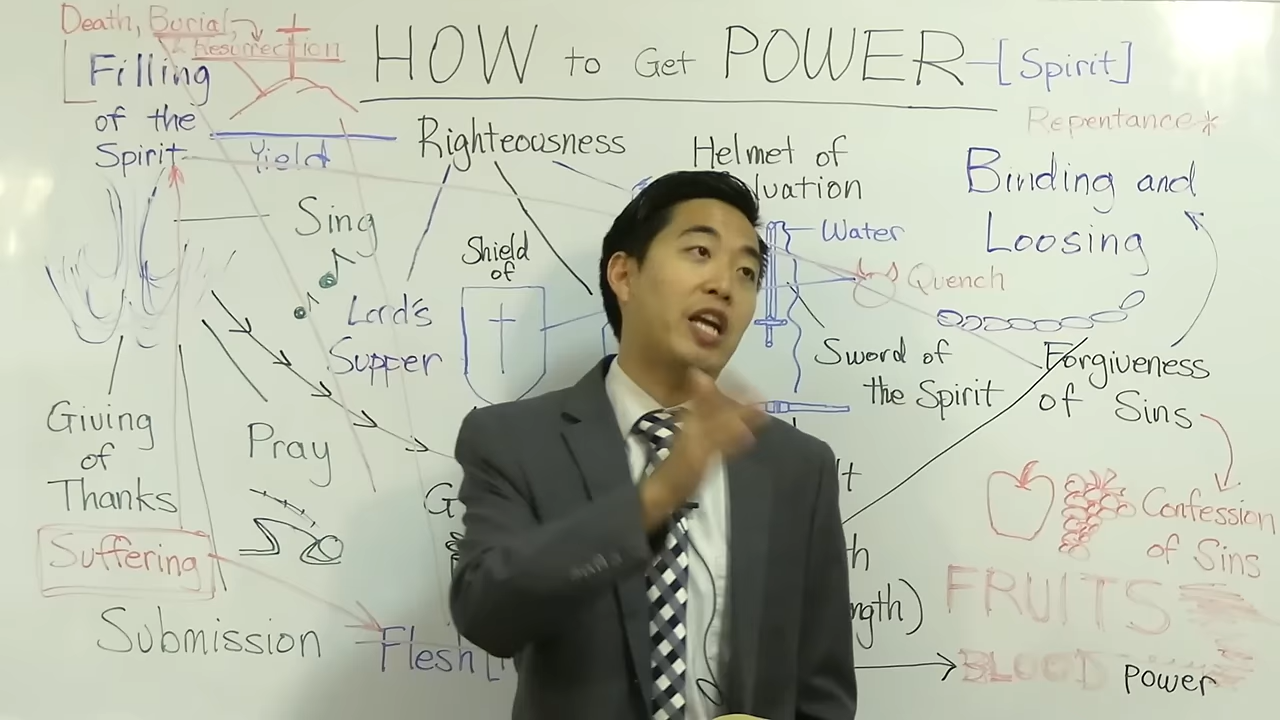 Death, Burial,
& Resurrection
HOW to Get POWER - [Spirit]
Filling
of the
Spirit
Yield
Repentance*
Righteousness
Helmet of
Binding and
Loosing
Sing
Water
Shield
of
Quench
Lord's
Supper
Sword of
the Spirit
Forgiveness
of Sins
Giving
of
Thanks
Pray
Confession
of Sins
Suffering
FRUITS
Submission
Flesh [
BLOOD power